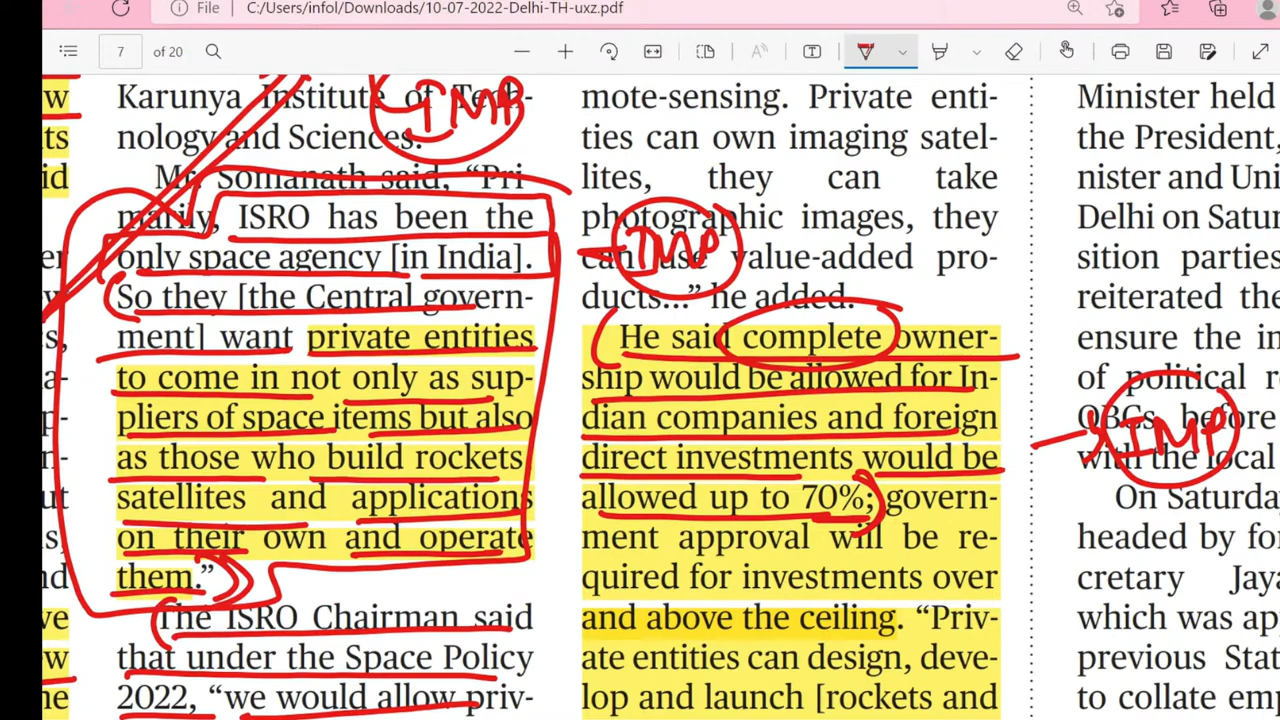 File
C:/Users/infol/Downloads/10-07-2022-Delhi-TH-uxz.pdf
7 of 20
w
ts
id
Karunya Institute of Tech-
nology and Sciences.
Mr. Somanath said, “Pri
marily, ISRO has been the
only space agency [in India].
So they [the Central govern-
ment] want private entities
to come in not only as sup-
pliers of space items but also
as those who build rockets
satellites and applications
on their own and operate
them.”
The ISRO Chairman said
that under the Space Policy
2022, “we would allow priv-
IMP
mote-sensing. Private enti-
ties can own imaging satel-
lites, they can take
photographic images, they
can use value-added pro-
ducts...” he added.
He said complete owner-
ship would be allowed for In-
dian companies and foreign
direct investments would be
allowed up to 70%; govern-
ment approval will be re-
quired for investments over
and above the ceiling. “Priv-
ate entities can design, deve-
lop and launch [rockets and
IMP
Minister held
the President,
nister and Uni
Delhi on Satur
sition parties
reiterated the
ensure the in
of political re
OBCs before
with the local
On Saturda
headed by for
cretary Jaya
which was ap
previous Stat
to collate emp
IMP